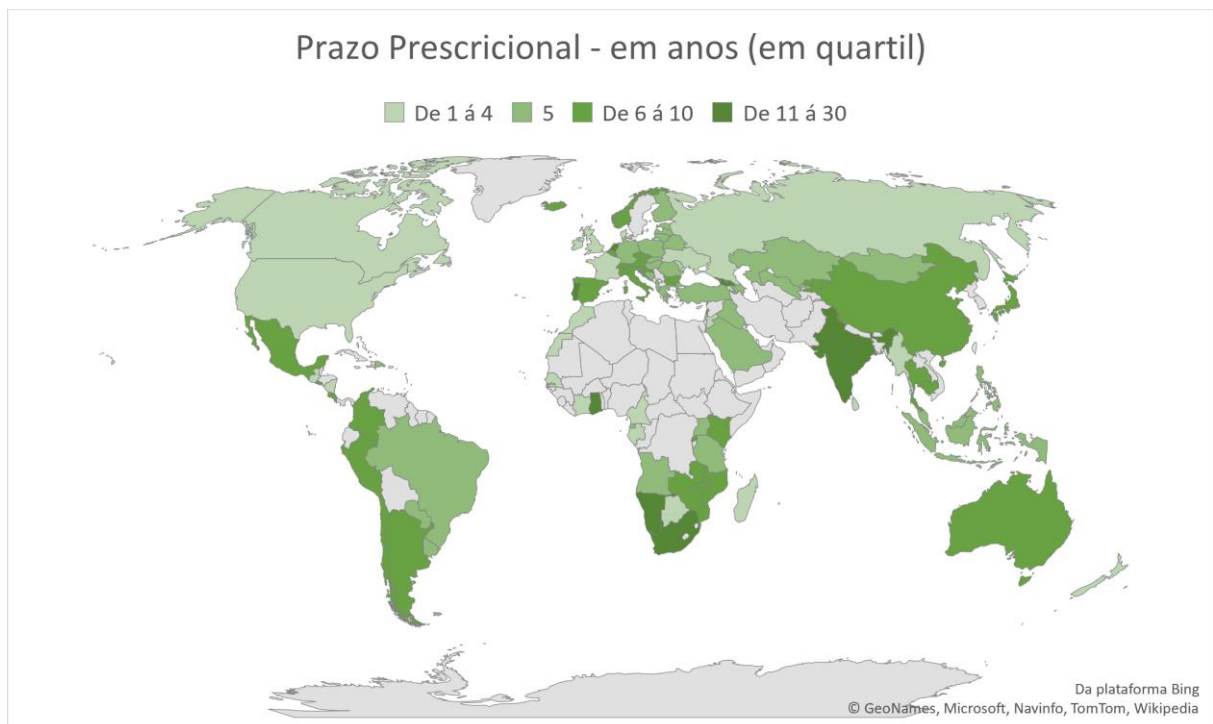 Prazo Prescricional - em anos (em quartil)
De 1 á 4 5 De 6 á 10 De 11 á 30
Da plataforma Bing
© GeoNames, Microsoft, Navinfo, TomTom, Wikipedia